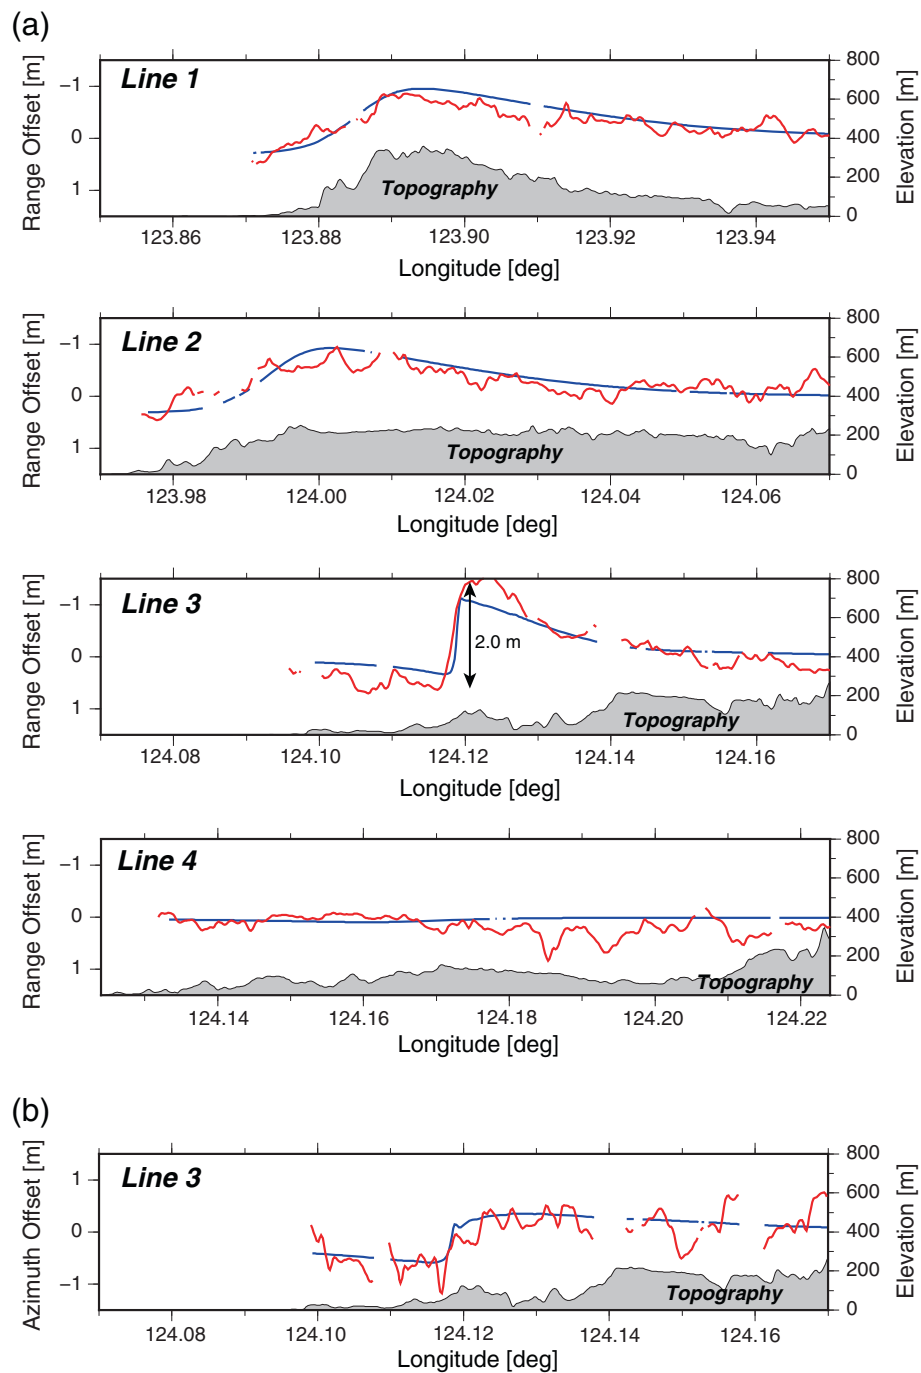 (a)
Line 1
Range Offset [m]
−1
0
1
800
600
400
200
0
Elevation [m]
Topography
123.86 123.88 123.90 123.92 123.94
Longitude [deg]
Line 2
Range Offset [m]
−1
0
1
800
600
400
200
0
Elevation [m]
Topography
123.98 124.00 124.02 124.04 124.06
Longitude [deg]
Line 3
Range Offset [m]
−1
0
1
2.0 m
800
600
400
200
0
Elevation [m]
Topography
124.08 124.10 124.12 124.14 124.16
Longitude [deg]
Line 4
Range Offset [m]
−1
0
1
800
600
400
200
0
Elevation [m]
Topography
124.14 124.16 124.18 124.20 124.22
Longitude [deg]
(b)
Line 3
Azimuth Offset [m]
1
0
−1
800
600
400
200
0
Elevation [m]
Topography
124.08 124.10 124.12 124.14 124.16
Longitude [deg]